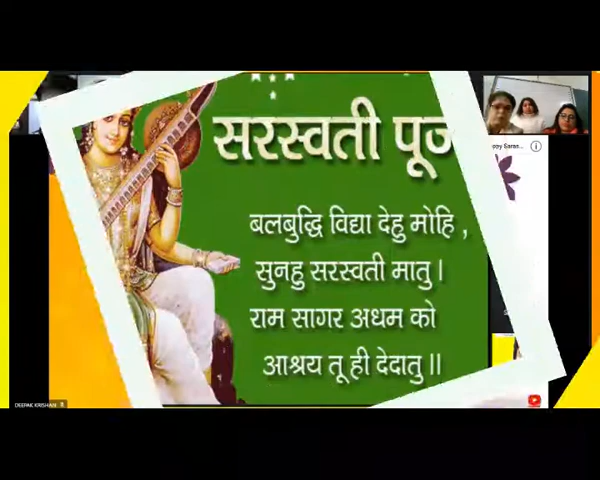 सरस्वती पूज
बलबुद्धि विद्या देहु मोहि ,
सुनहु सरस्वती मातु |
राम सागर अधम को
आश्रय तू ही देदातु ||
DEEPAK KRISHAN